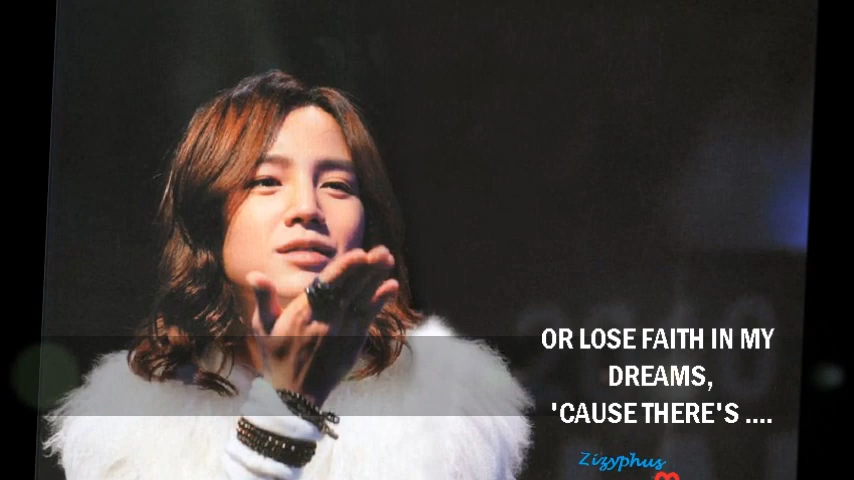 OR LOSE FAITH IN MY
DREAMS,
'CAUSE THERE'S ....
Zizyphus